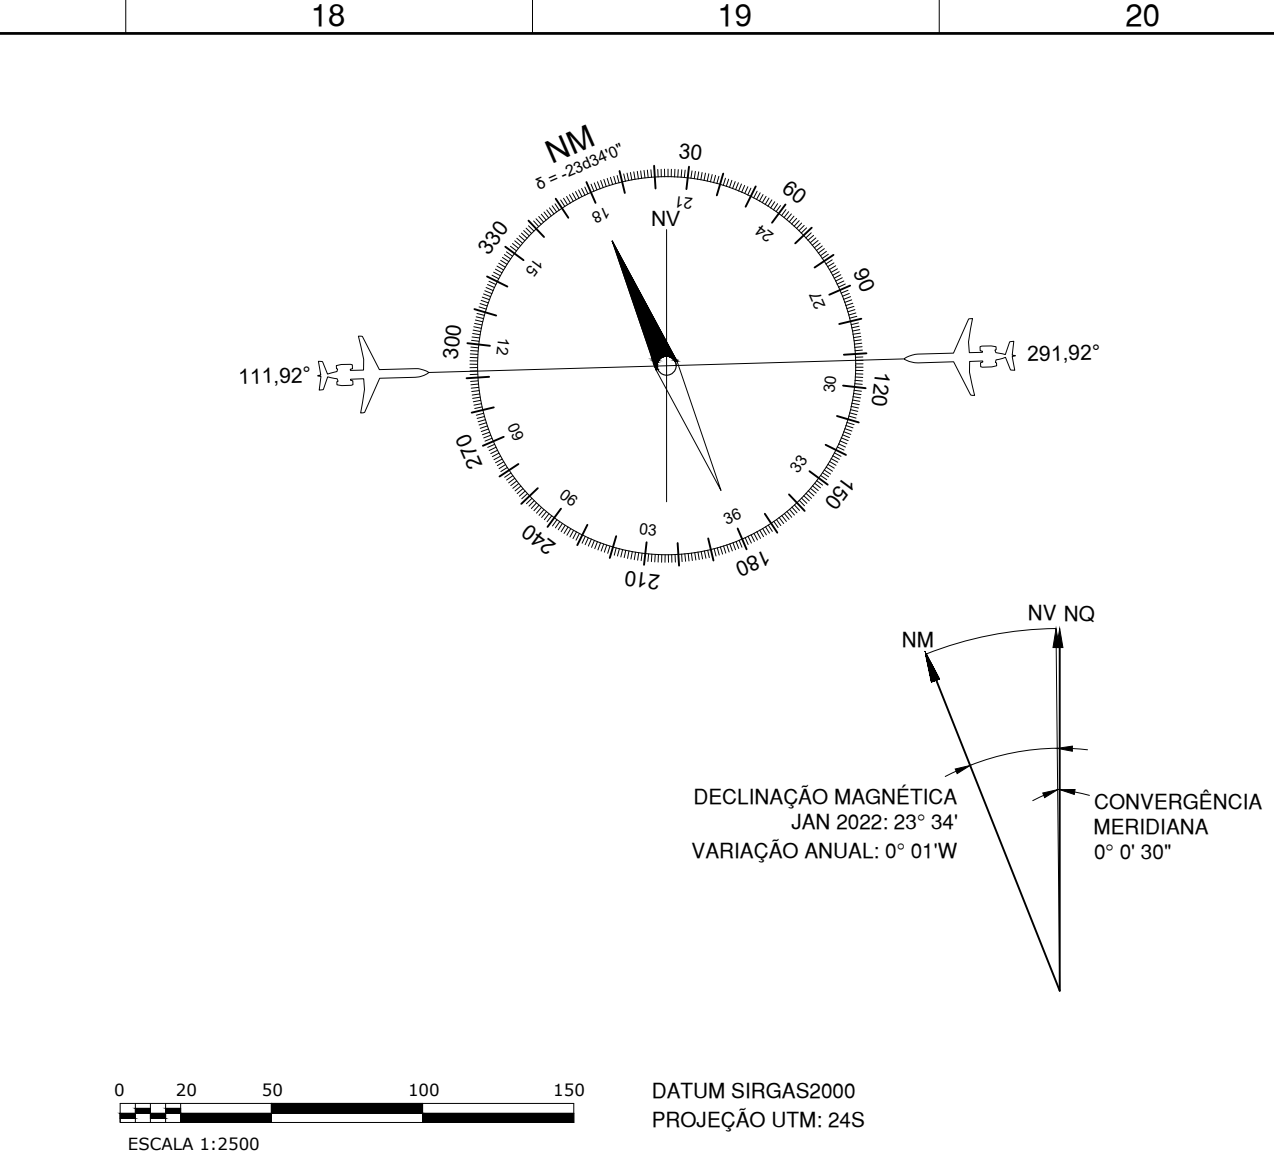 18
19
20
NM
δ = -23d34'0"
30
60
90
120
150
180
210
240
270
300
330
NV
18
21
24
27
30
33
36
03
06
09
12
15
111,92°
291,92°
NM
NV NQ
DECLINAÇÃO MAGNÉTICA
JAN 2022: 23° 34'
VARIAÇÃO ANUAL: 0° 01'W
CONVERGÊNCIA
MERIDIANA
0° 0' 30"
0 20 50 100 150
ESCALA 1:2500
DATUM SIRGAS2000
PROJEÇÃO UTM: 24S